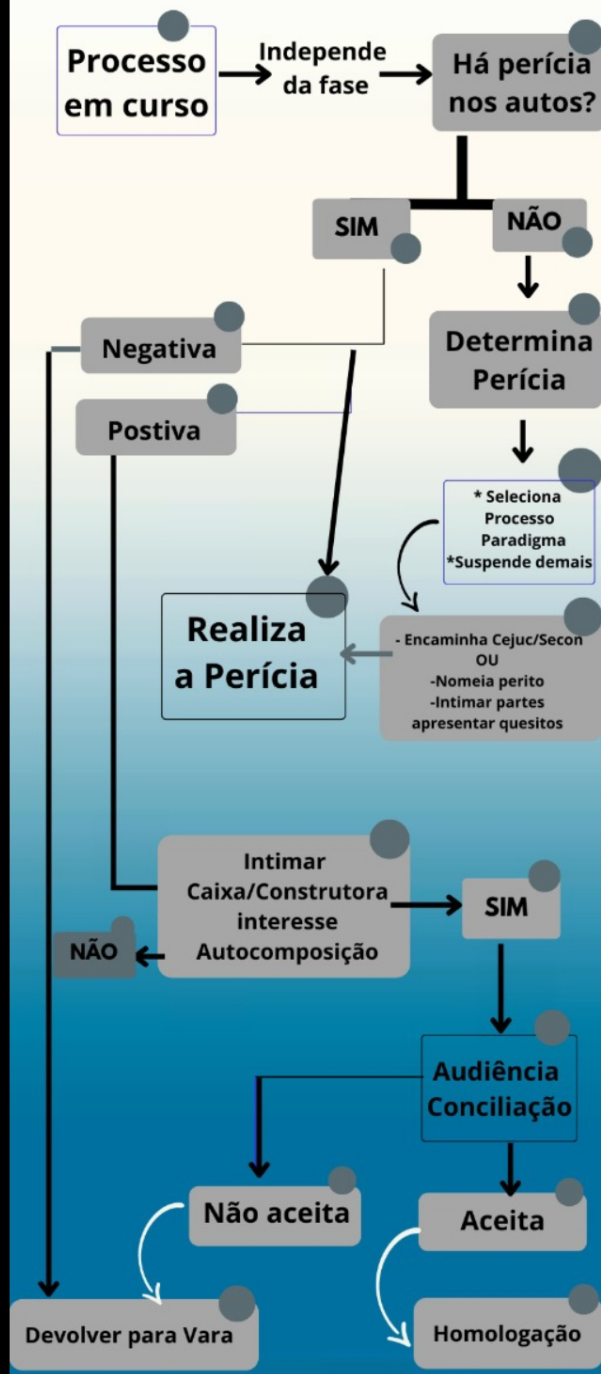 Processo
em curso
Independe
da fase
Há perícia
nos autos?
SIM
NÃO
Negativa
Postiva
Determina
Perícia
* Seleciona
Processo
Paradigma
*Suspende demais
Realiza
a Perícia
- Encaminha Cejuc/Secon
OU
-Nomeia perito
-Intimar partes
apresentar quesitos
Intimar
Caixa/Construtora
interesse
Autocomposição
SIM
NÃO
Audiência
Conciliação
Não aceita
Aceita
Devolver para Vara
Homologação